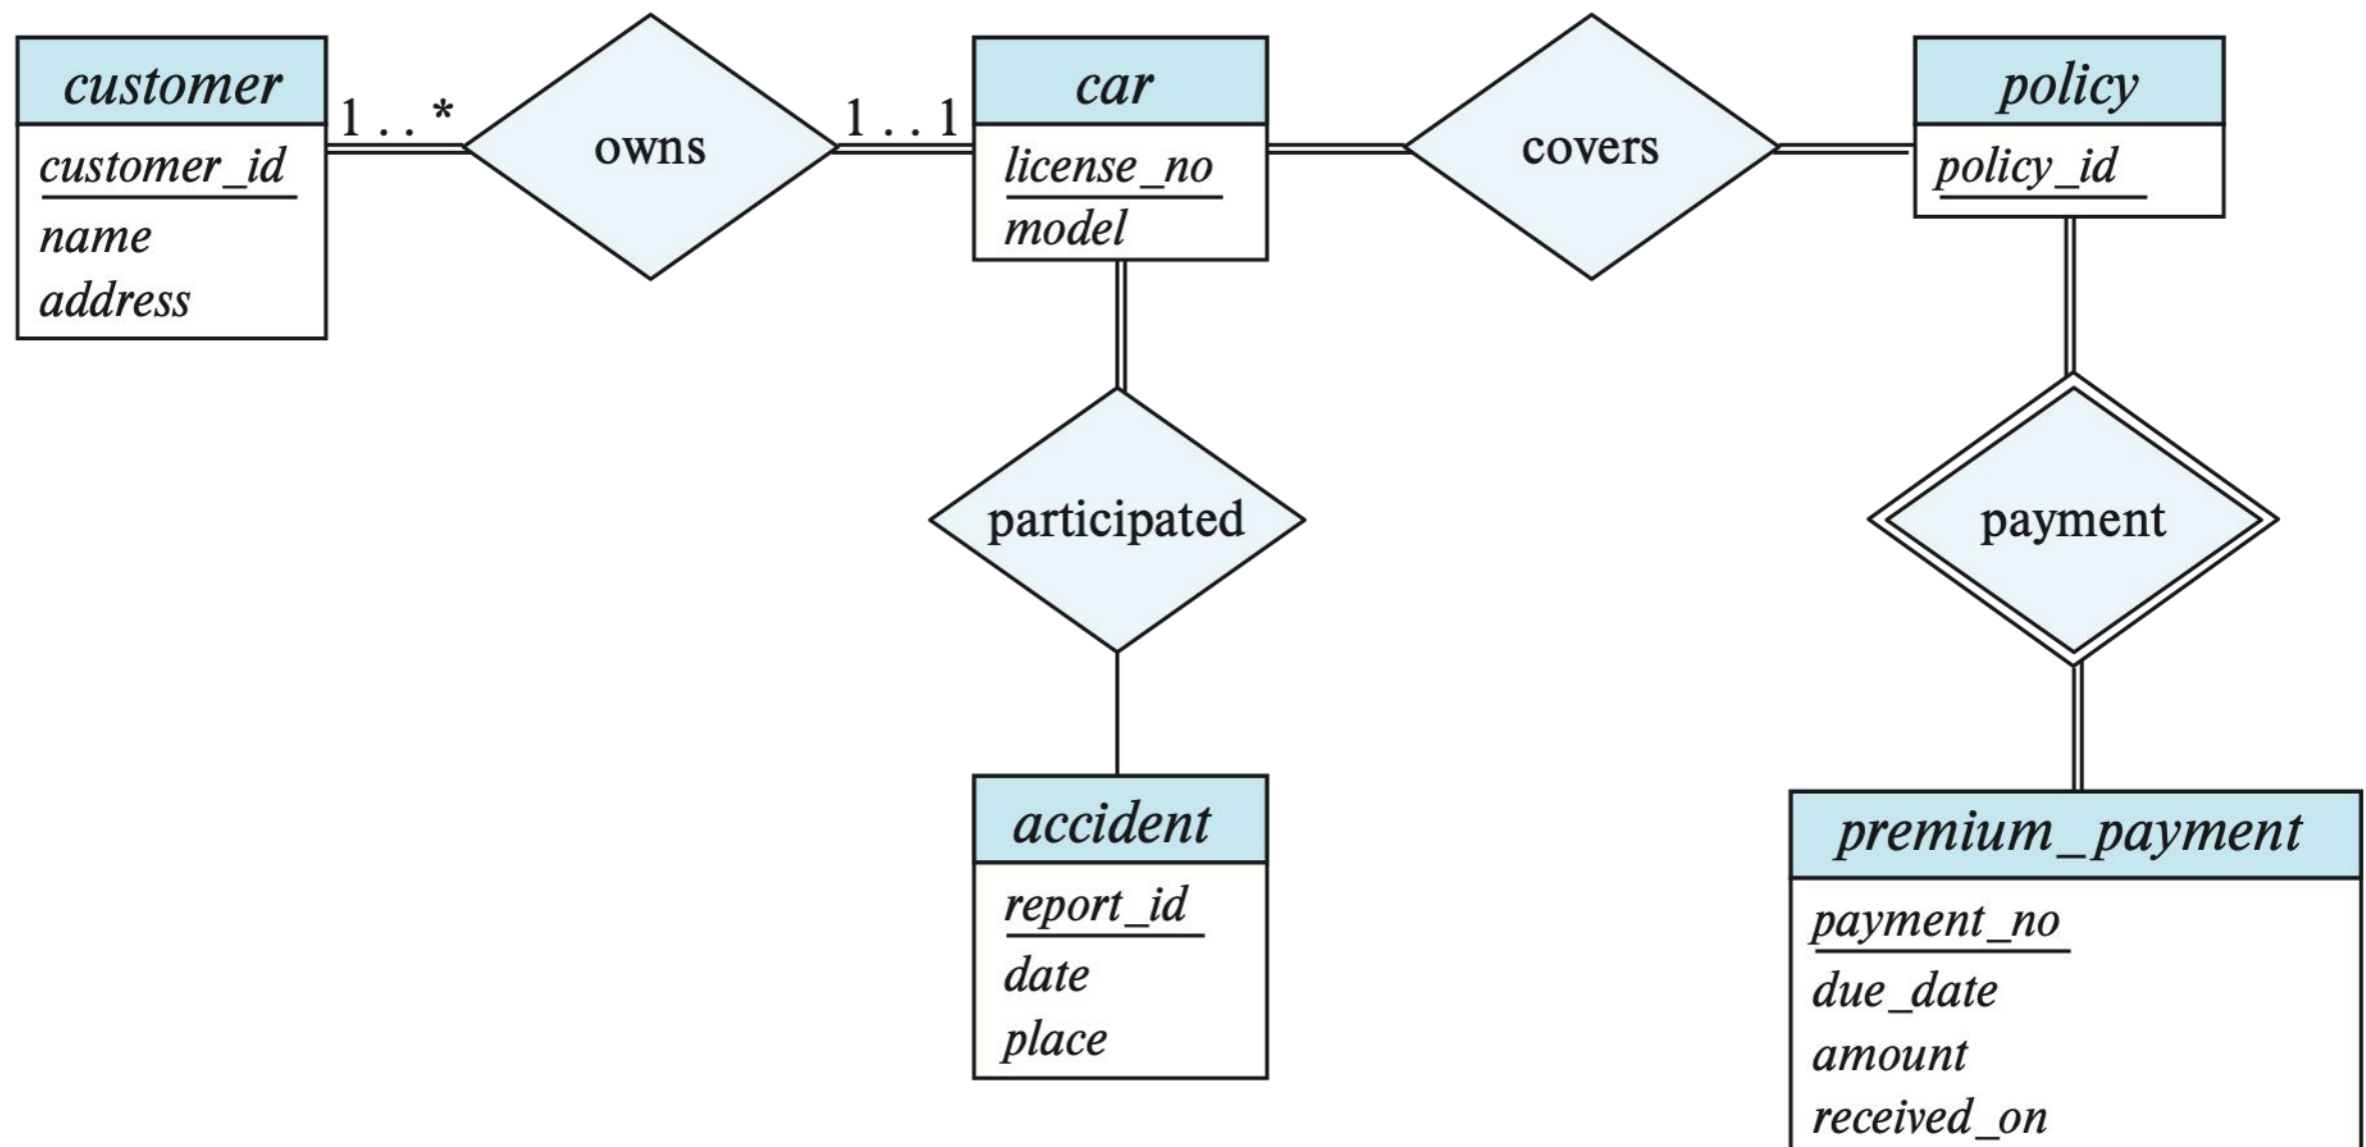 customer
customer_id
name
address
1 . . *
owns
1 . . 1
car
license_no
model
covers
policy
policy_id
participated
payment
accident
report_id
date
place
premium_payment
payment_no
due_date
amount
received_on